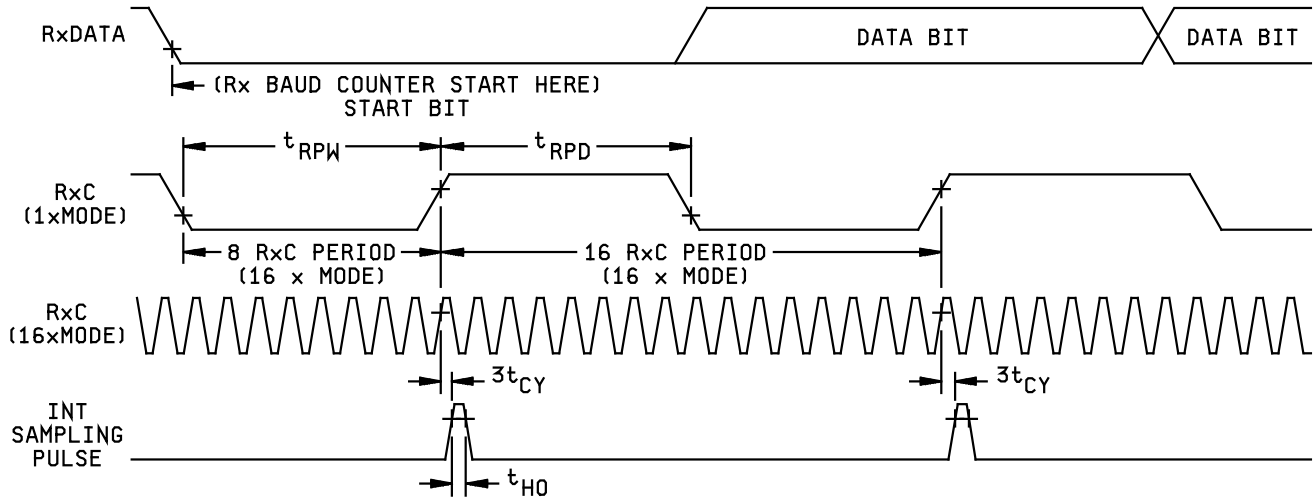 RxDATA
DATA BIT
DATA BIT
(Rx BAUD COUNTER START HERE)
START BIT
tRPW
tRPD
RxC
(1xMODE)
8 RxC PERIOD
(16 x MODE)
16 RxC PERIOD
(16 x MODE)
RxC
(16xMODE)
3tCY
3tCY
INT
SAMPLING
PULSE
tHO